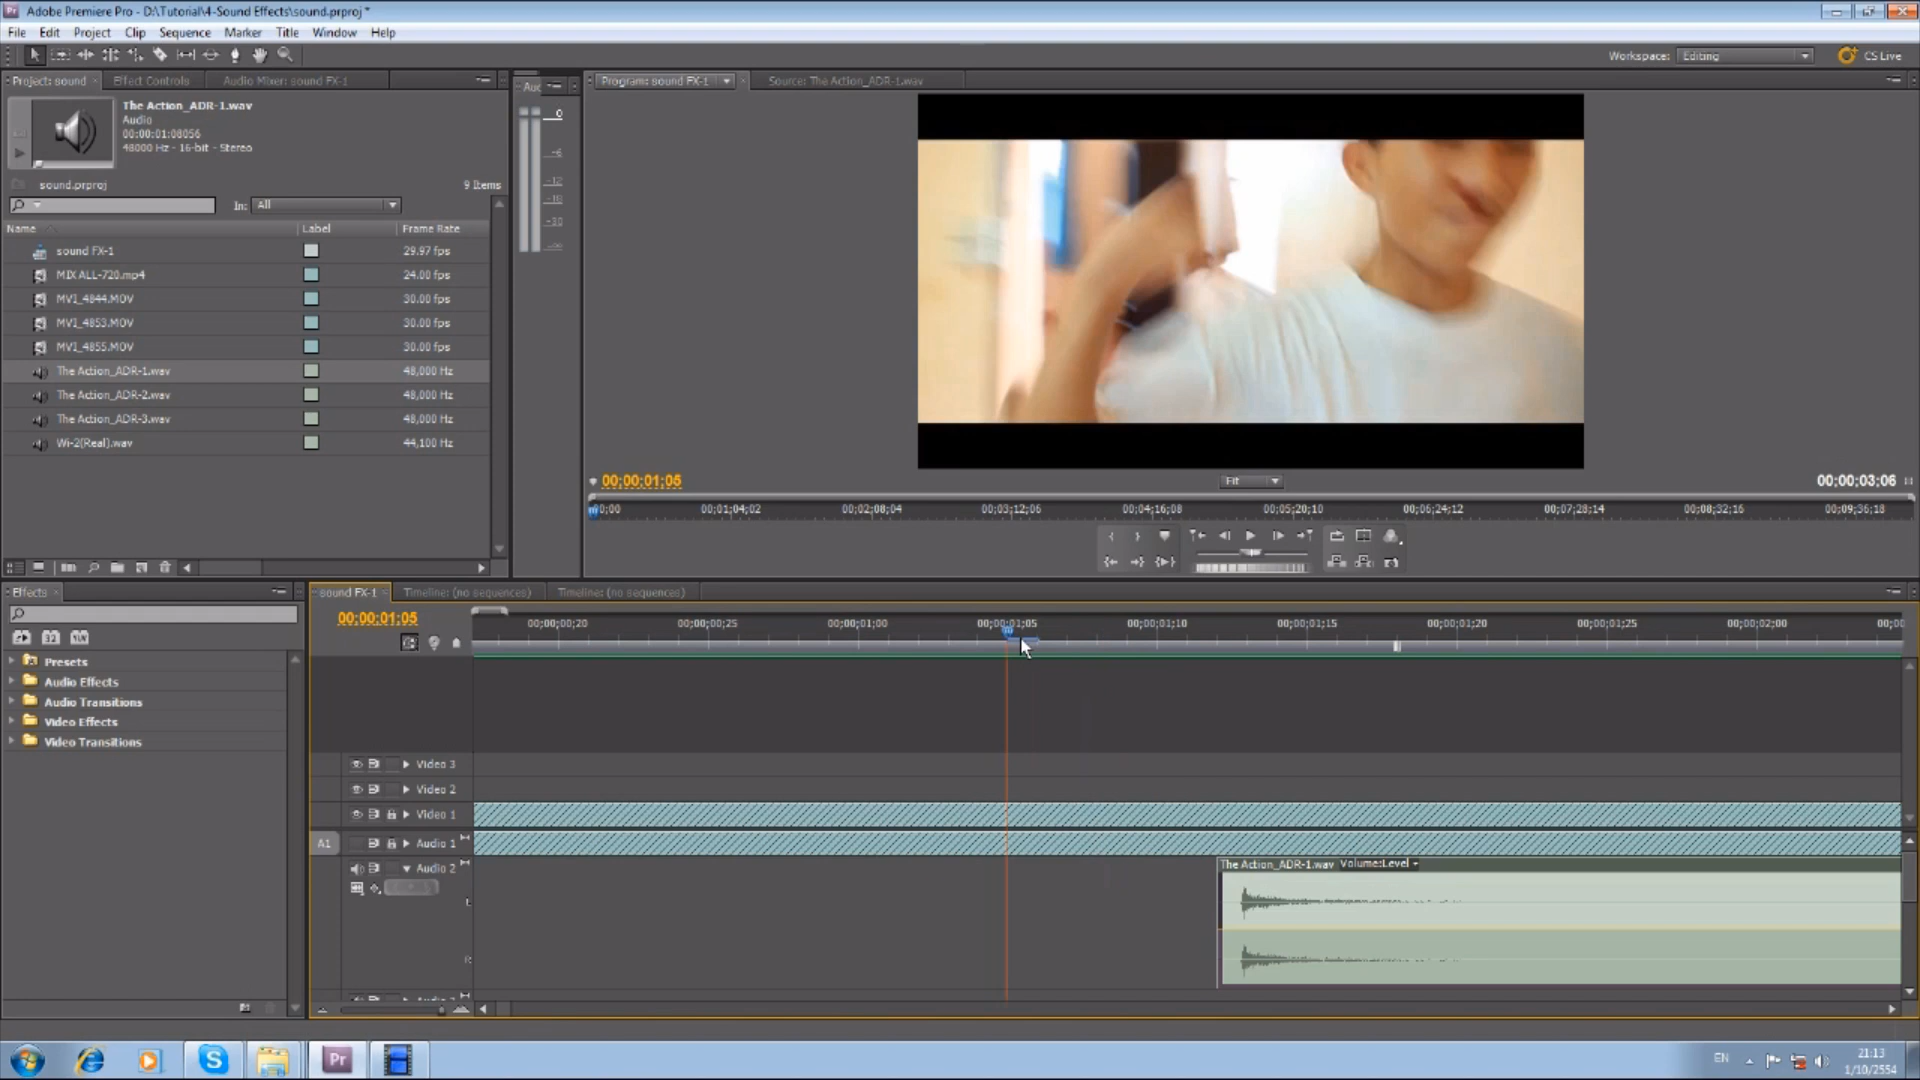 Adobe Premiere Pro - D:\Tutorial\4-Sound Effects\sound.prproj *
File Edit Project Clip Sequence Marker Title Window Help
Workspace: Editing CS Live
Project: sound Effect Controls Audio Mixer: sound FX-1
Program: sound FX-1 Source: The Action_ADR-1.wav
The Action_ADR-1.wav
Audio
00:00:01:08056
48000 Hz - 16-bit - Stereo
sound.prproj 9 Items
In: All
Name Label Frame Rate
sound FX-1 29.97 fps
MIX ALL-720.mp4 24.00 fps
MVI_4844.MOV 30.00 fps
MVI_4853.MOV 30.00 fps
MVI_4855.MOV 30.00 fps
The Action_ADR-1.wav 48,000 Hz
The Action_ADR-2.wav 48,000 Hz
The Action_ADR-3.wav 48,000 Hz
Wi-2(Real).wav 44,100 Hz
Aud
0
-6
-12
-18
-30
-∞
00;00;01;05 Fit 00;00;03;06
00;00 00;01;04;02 00;02;08;04 00;03;12;06 00;04;16;08 00;05;20;10 00;06;24;12 00;07;28;14 00;08;32;16 00;09;36;18
Effects
Presets
Audio Effects
Audio Transitions
Video Effects
Video Transitions
sound FX-1 Timeline: (no sequences) Timeline: (no sequences)
00;00;01;05
00;00;00;20 00;00;00;25 00;00;01;00 00;00;01;05 00;00;01;10 00;00;01;15 00;00;01;20 00;00;01;25 00;00;02;00 00;00
Video 3
Video 2
Video 1
A1 Audio 1
Audio 2
The Action_ADR-1.wav Volume:Level
L
R
Pr
EN
21:13
1/10/2554